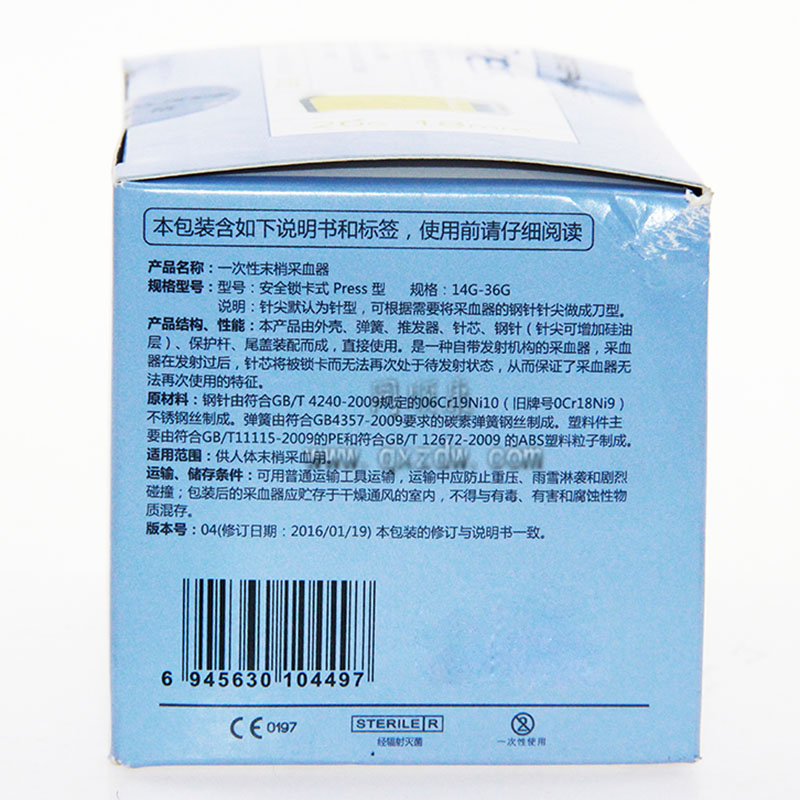 本包装含如下说明书和标签，使用前请仔细阅读
产品名称：一次性末梢采血器
规格型号：型号：安全锁卡式 Press 型 规格：14G-36G
说明：针尖默认为针型，可根据需要将采血器的钢针针尖做成刀型。
产品结构、性能：本产品由外壳、弹簧、推发器、针芯、钢针（针尖可增加硅油
层）、保护杆、尾盖装配而成，直接使用。是一种自带发射机构的采血器，采血
器在发射过后，针芯将被锁卡而无法再次处于待发射状态，从而保证了采血器无
法再次使用的特征。
原材料：钢针由符合GB/T 4240-2009规定的06Cr19Ni10（旧牌号0Cr18Ni9）
不锈钢丝制成。弹簧由符合GB4357-2009要求的碳素弹簧钢丝制成。塑料件主
要由符合GB/T11115-2009的PE和符合GB/T 12672-2009 的ABS塑料粒子制成。
适用范围：供人体末梢采血用。
www.qxzdw.com
运输、储存条件：可用普通运输工具运输，运输中应防止重压、雨雪淋袭和剧烈
碰撞；包装后的采血器应贮存于干燥通风的室内，不得与有毒、有害和腐蚀性物
质混存。
版本号：04(修订日期：2016/01/19) 本包装的修订与说明书一致。
6 945630 104497
CE 0197
STERILE R
经辐射灭菌
2
一次性使用